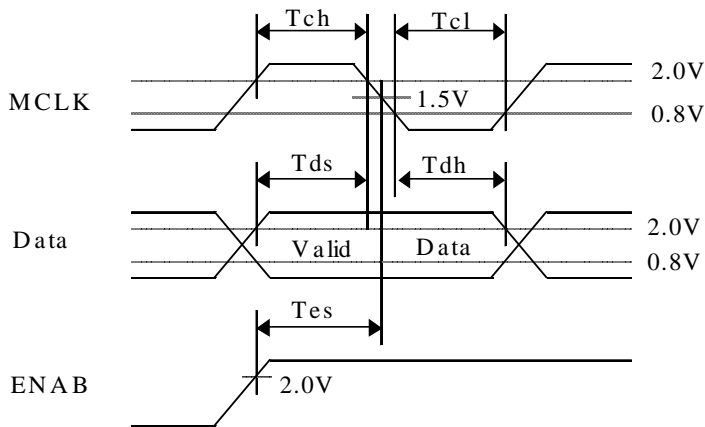 Tch Tcl
2.0V
MCLK 1.5V
0.8V
Tds Tdh
2.0V
Data Valid Data
0.8V
Tes
ENAB 2.0V